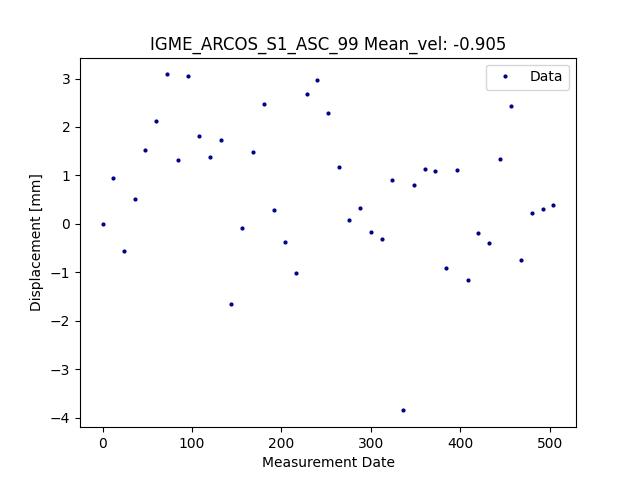 IGME_ARCOS_S1_ASC_99 Mean_vel: -0.905
Data
3
2
1
0
−1
−2
−3
−4
Displacement [mm]
0 100 200 300 400 500
Measurement Date